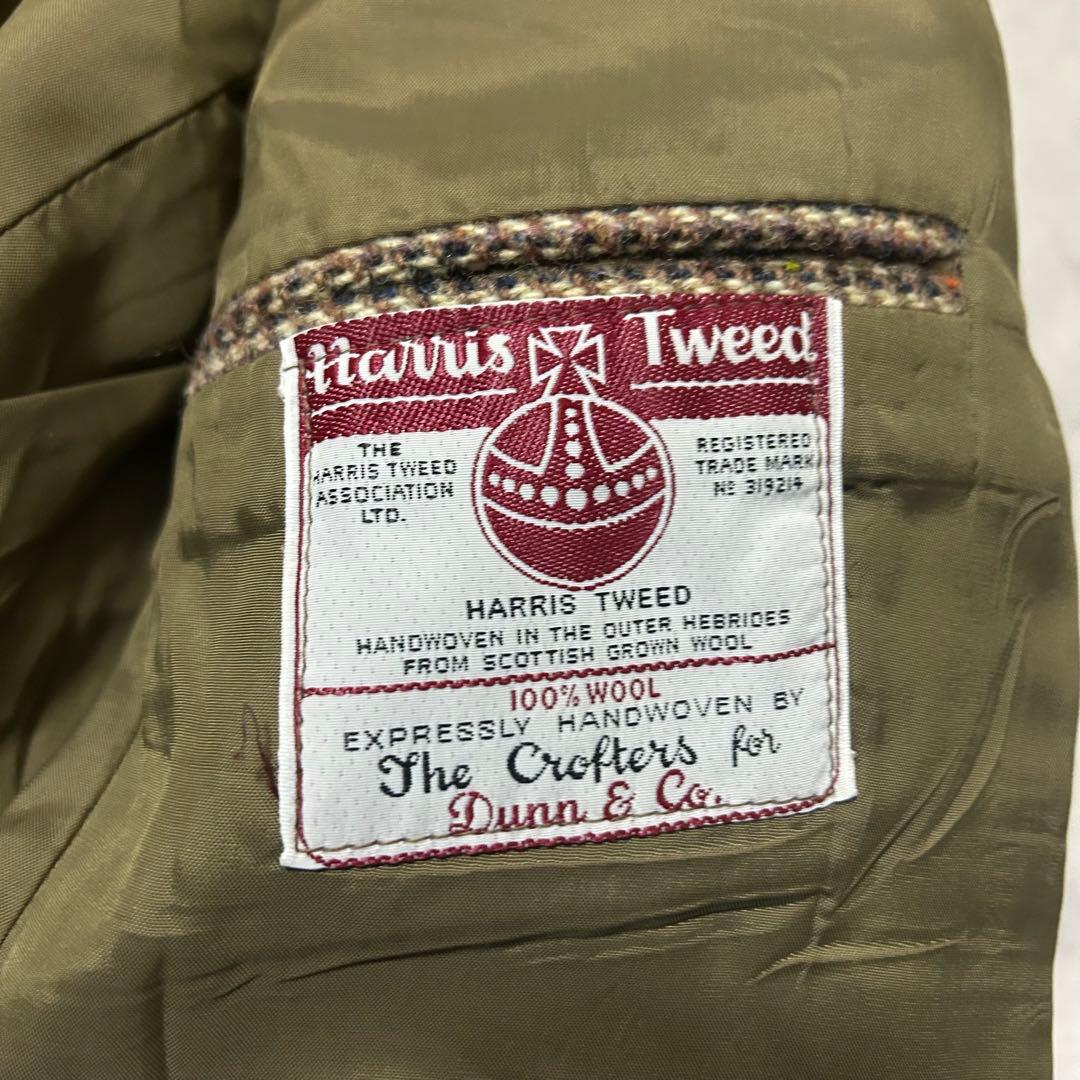 Harris Tweed
THE
HARRIS TWEED
ASSOCIATION
LTD.
REGISTERED
TRADE MARK
No 319214
HARRIS TWEED
HANDWOVEN IN THE OUTER HEBRIDES
FROM SCOTTISH GROWN WOOL
100% WOOL
EXPRESSLY HANDWOVEN BY
The Crofters for
Dunn & Co.